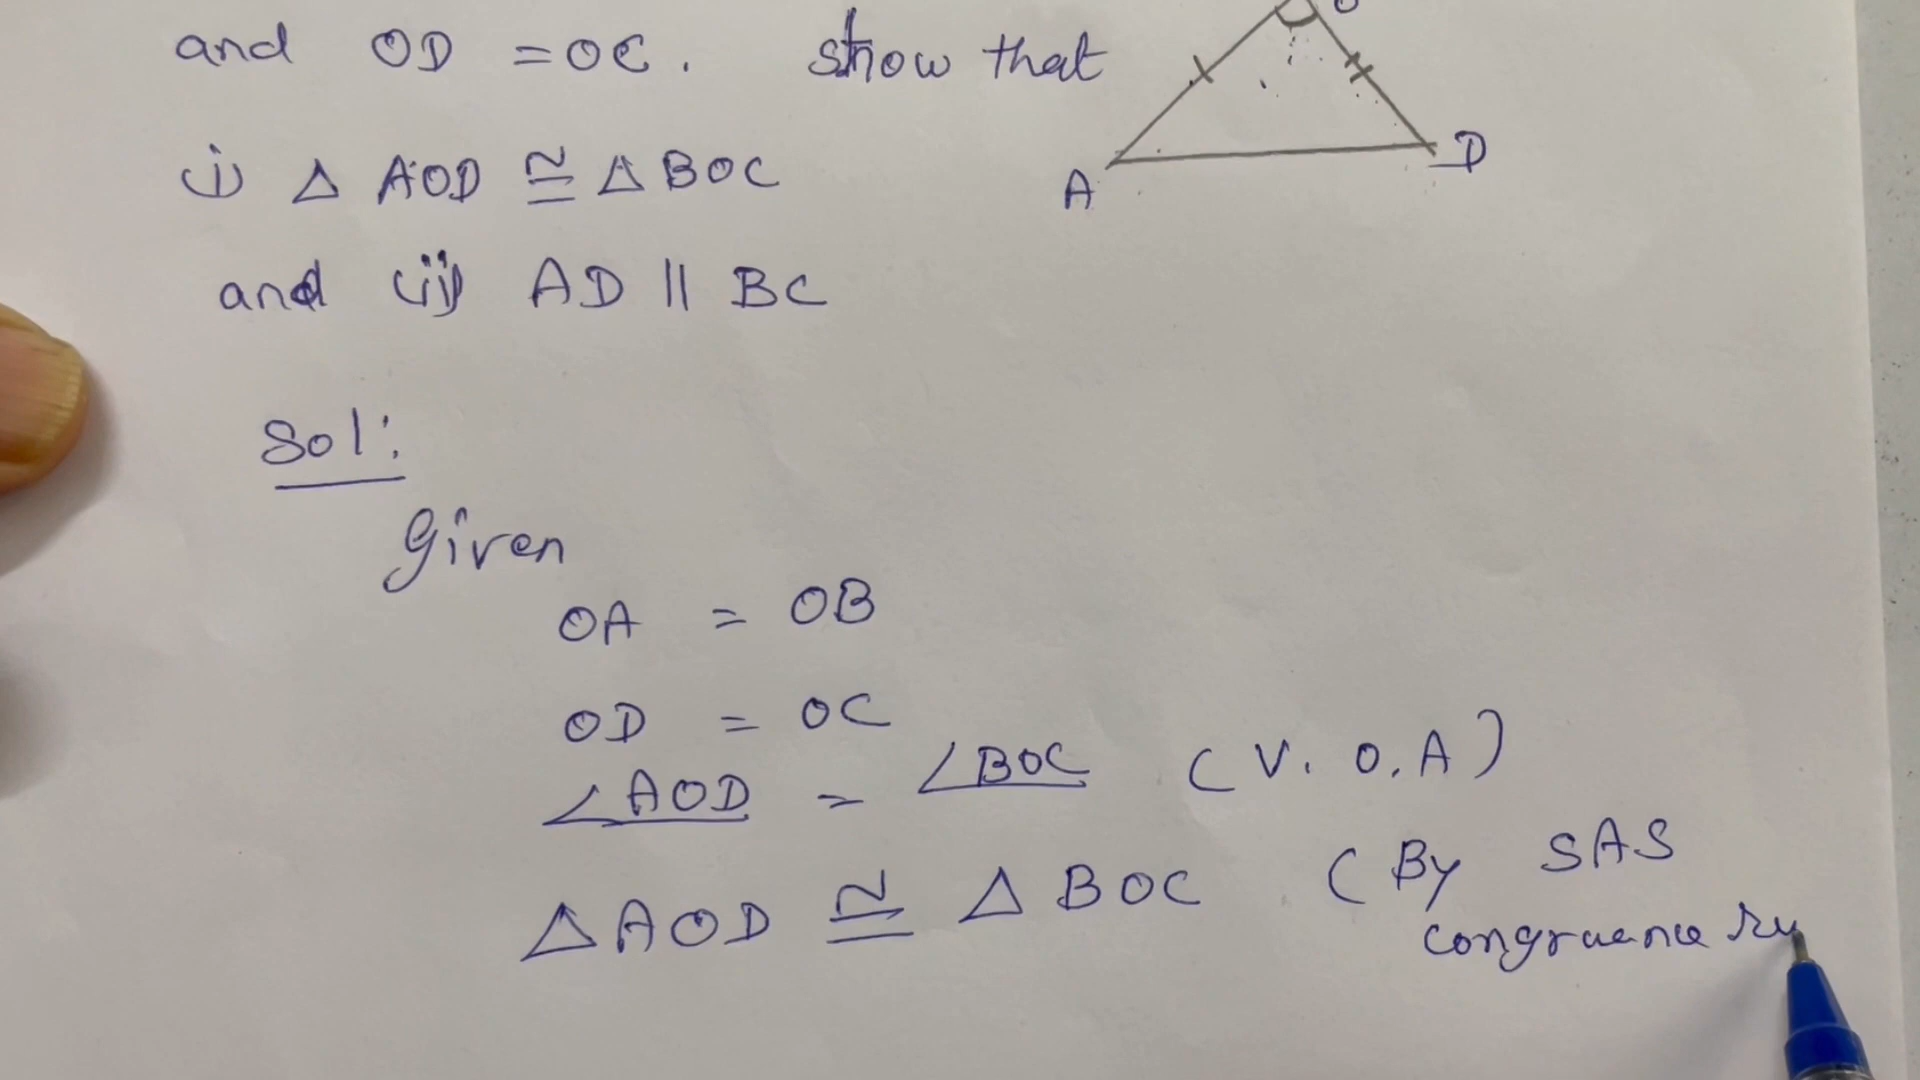 and OD = OC. show that
(i) △ AOD ≅ △ BOC
and (ii) AD || BC
A
D
Sol:
Given
OA = OB
OD = OC
∠AOD = ∠BOC (V. O. A)
△ AOD ≅ △ BOC (By SAS
congruence ru